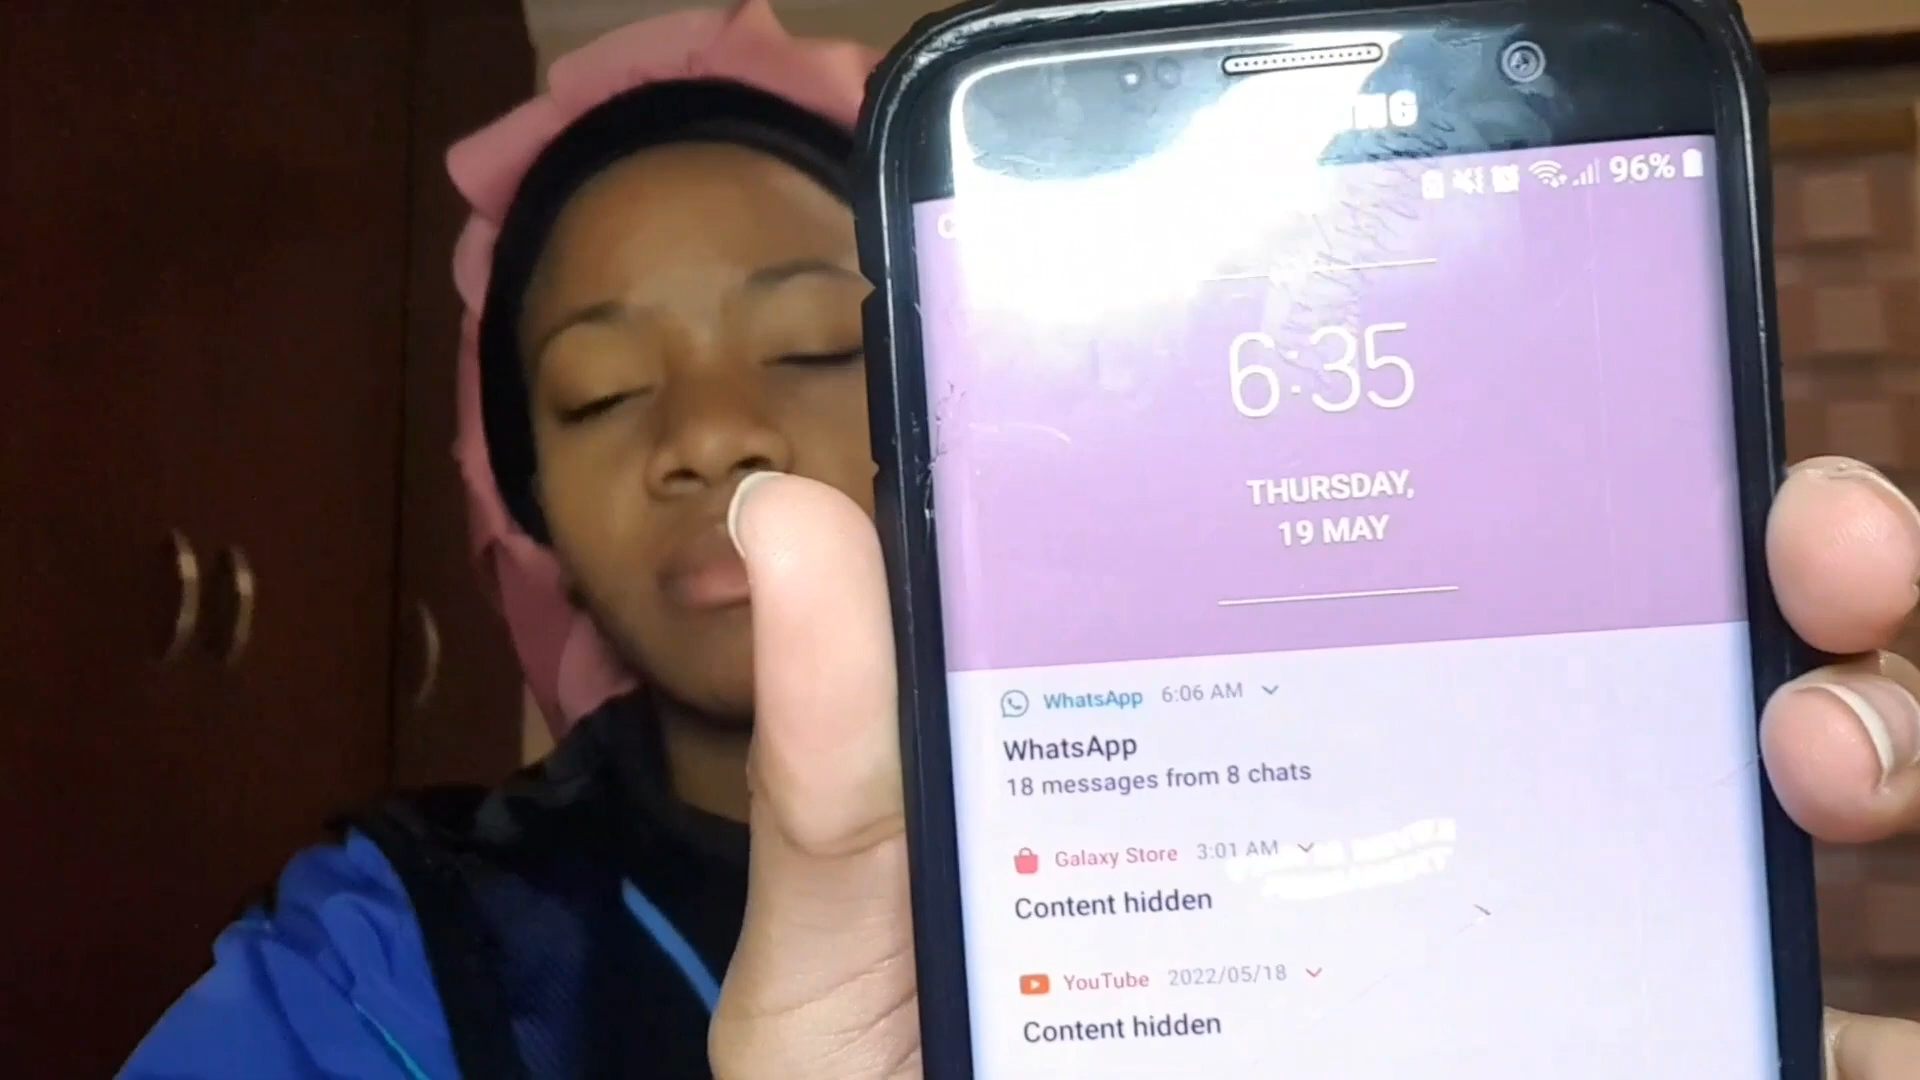 96%
6:35
THURSDAY,
19 MAY
WhatsApp 6:06 AM
WhatsApp
18 messages from 8 chats
Galaxy Store 3:01 AM
Content hidden
YouTube 2022/05/18
Content hidden